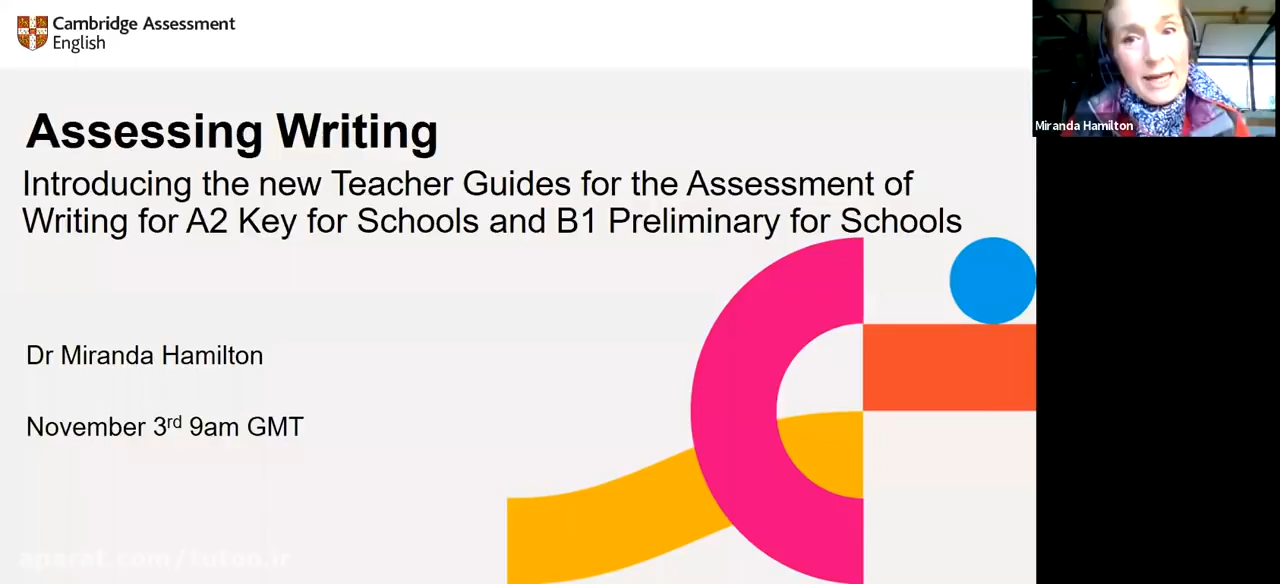 Cambridge Assessment
English
Miranda Hamilton
Assessing Writing
Introducing the new Teacher Guides for the Assessment of
Writing for A2 Key for Schools and B1 Preliminary for Schools
Dr Miranda Hamilton
November 3rd 9am GMT
aparat.com/1utoo.ir